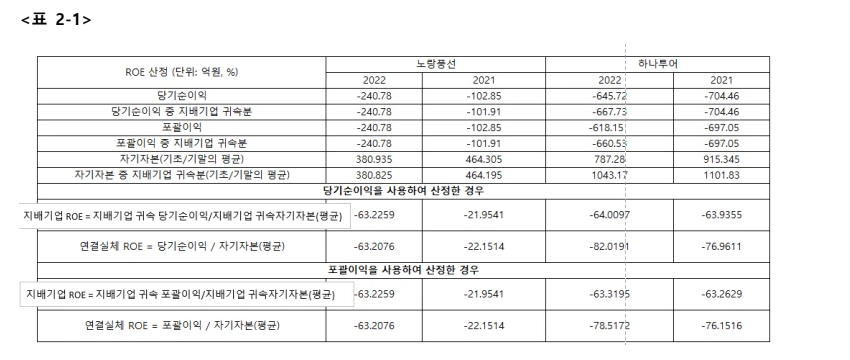 <표 2-1>
ROE 산정 (단위: 억원, %) 노랑풍선 하나투어
2022 2021 2022 2021
당기순이익 -240.78 -102.85 -645.72 -704.46
당기순이익 중 지배기업 귀속분 -240.78 -101.91 -667.73 -704.46
포괄이익 -240.78 -102.85 -618.151 -697.05
포괄이익 중 지배기업 귀속분 -240.78 -101.91 -660.53 -697.05
자기자본(기초/기말의 평균) 380.935 464.305 787.28 915.345
자기자본 중 지배기업 귀속분(기초/기말의 평균) 380.825 464.195 1043.17 1101.83
당기순이익을 사용하여 산정한 경우
지배기업 ROE = 지배기업 귀속 당기순이익/지배기업 귀속자기자본(평균) -63.2259 -21.9541 -64.0097 -63.9355
연결실체 ROE = 당기순이익 / 자기자본(평균) -63.2076 -22.1514 -82.0191 -76.9611
포괄이익을 사용하여 산정한 경우
지배기업 ROE = 지배기업 귀속 포괄이익/지배기업 귀속자기자본(평균) -63.2259 -21.9541 -63.3195 -63.2629
연결실체 ROE = 포괄이익 / 자기자본(평균) -63.2076 -22.1514 -78.5172 -76.1516